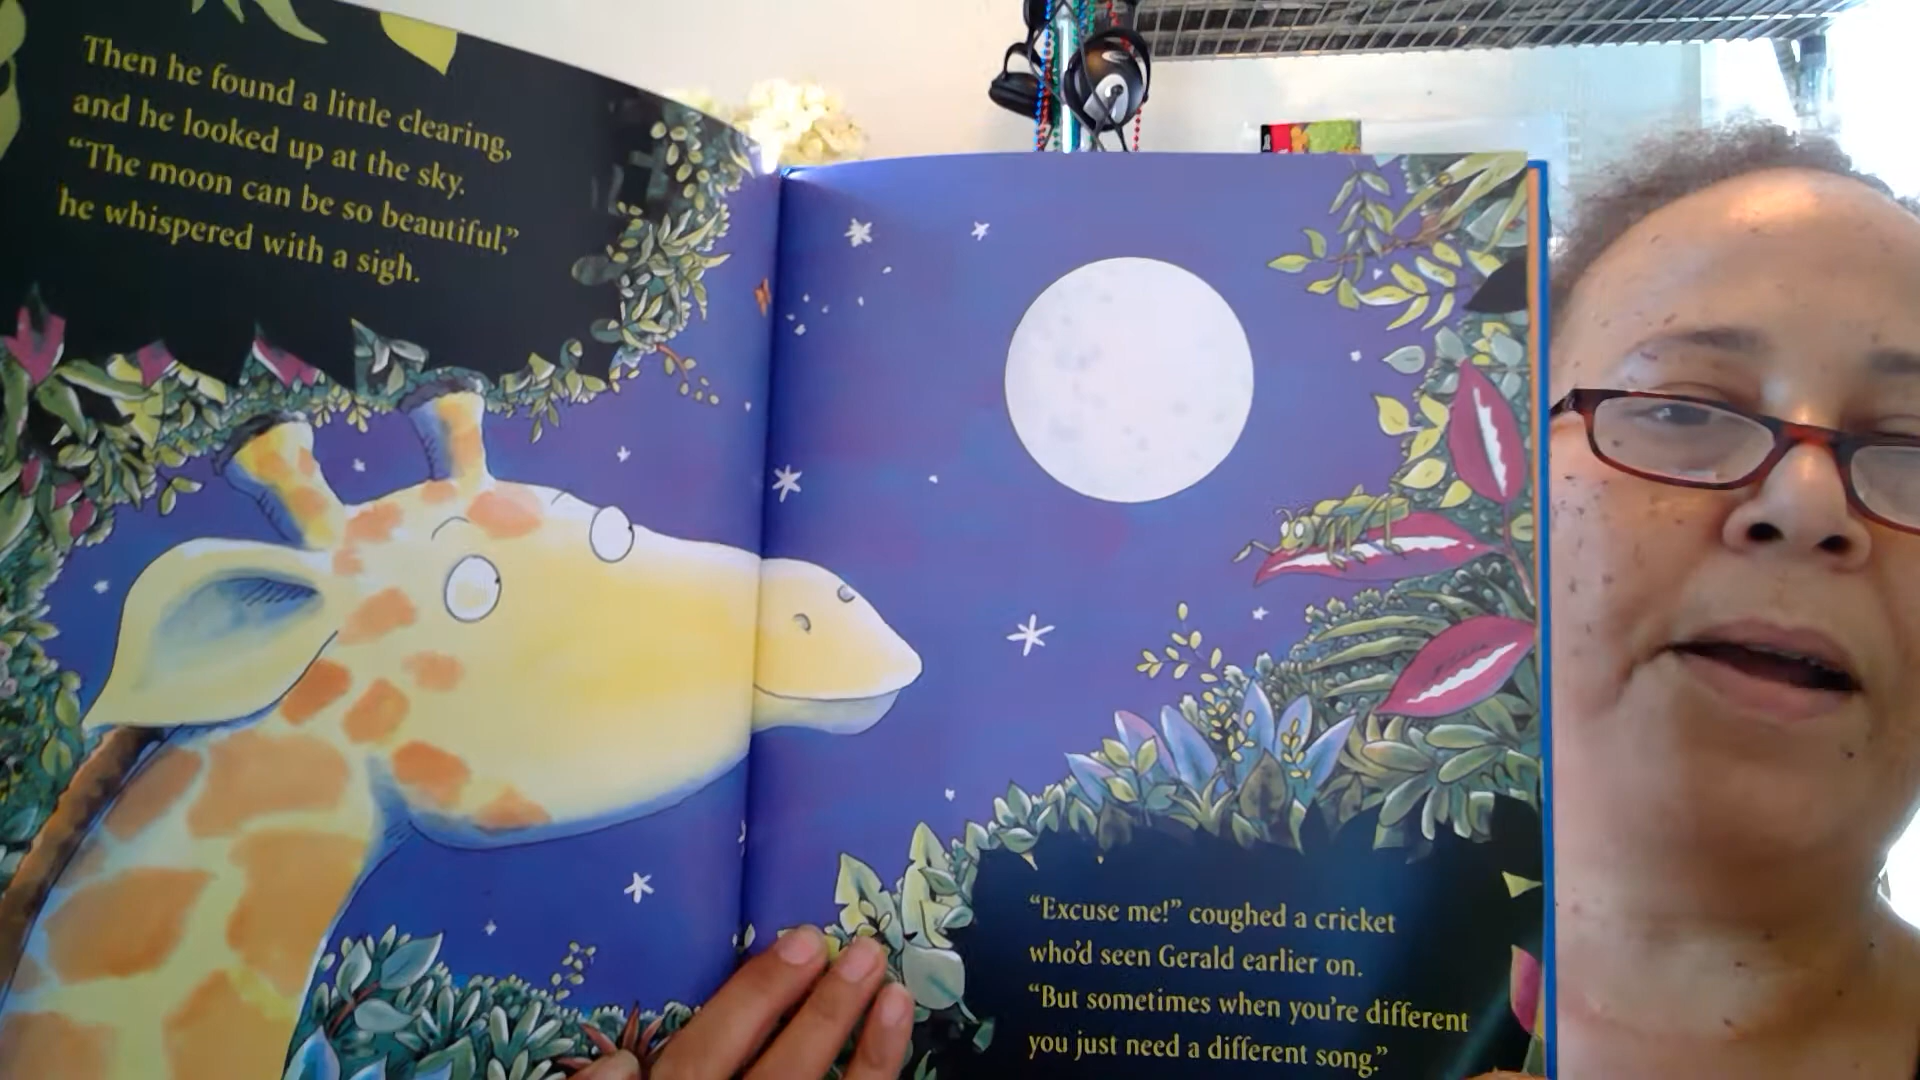 Then he found a little clearing,
and he looked up at the sky.
“The moon can be so beautiful,”
he whispered with a sigh.
“Excuse me!” coughed a cricket
who’d seen Gerald earlier on.
“But sometimes when you’re different
you just need a different song.”